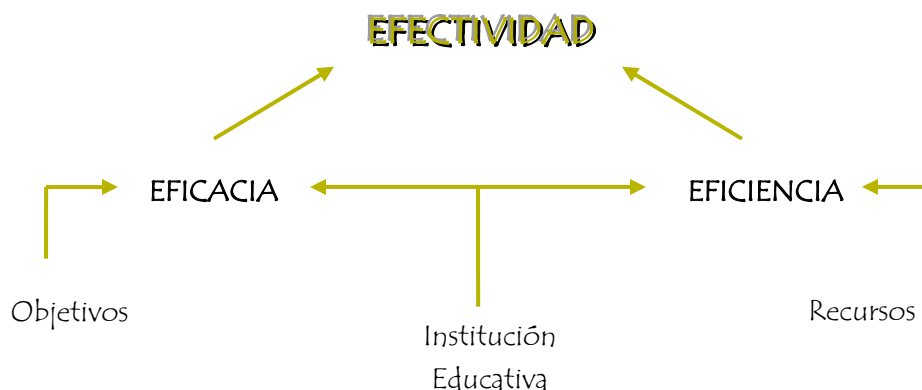 EFECTIVIDAD
EFICACIA
EFICIENCIA
Objetivos
Recursos
Institución
Educativa